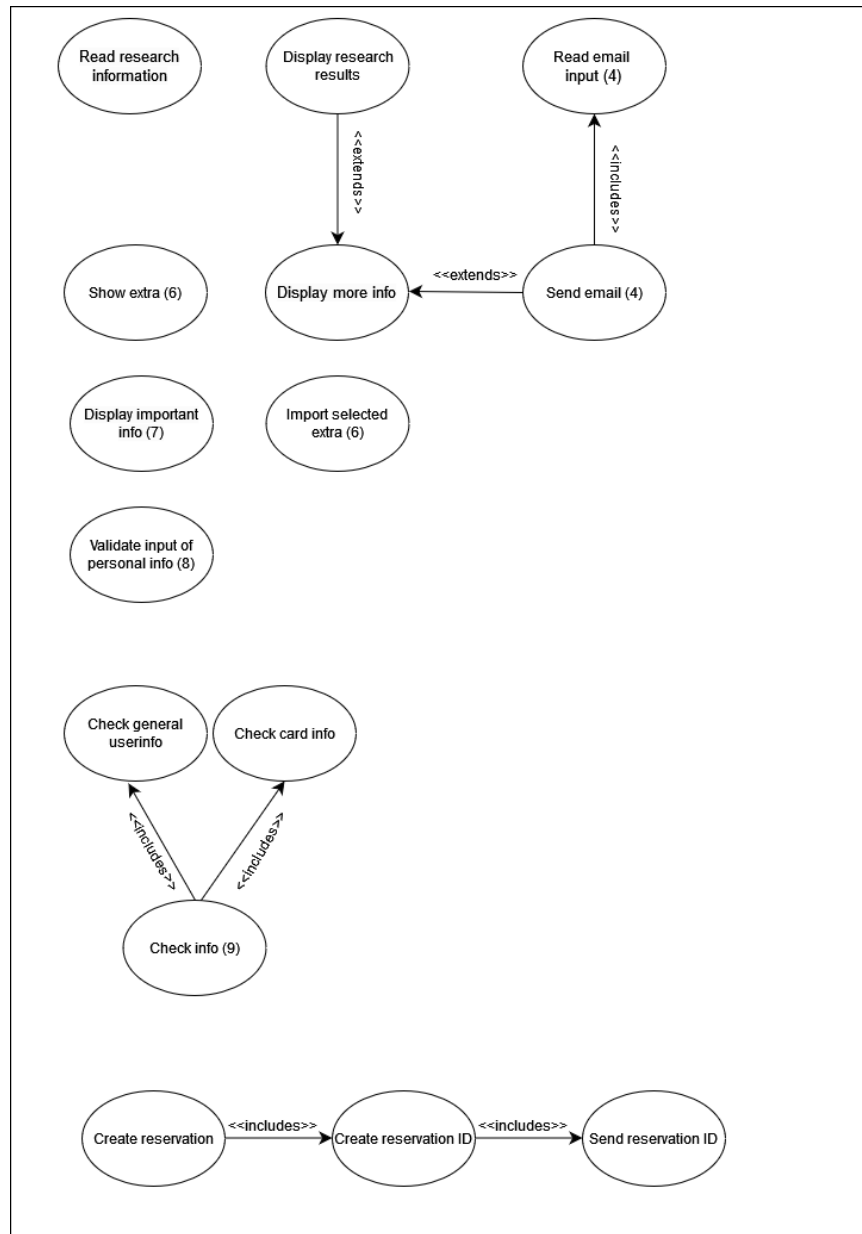 Read research
information
Display research
results
Read email
input (4)
<<extends>>
<<includes>>
Show extra (6)
Display more info
<<extends>>
Send email (4)
Display important
info (7)
Import selected
extra (6)
Validate input of
personal info (8)
Check general
userinfo
Check card info
<<includes>>
<<includes>>
Check info (9)
Create reservation
<<includes>>
Create reservation ID
<<includes>>
Send reservation ID